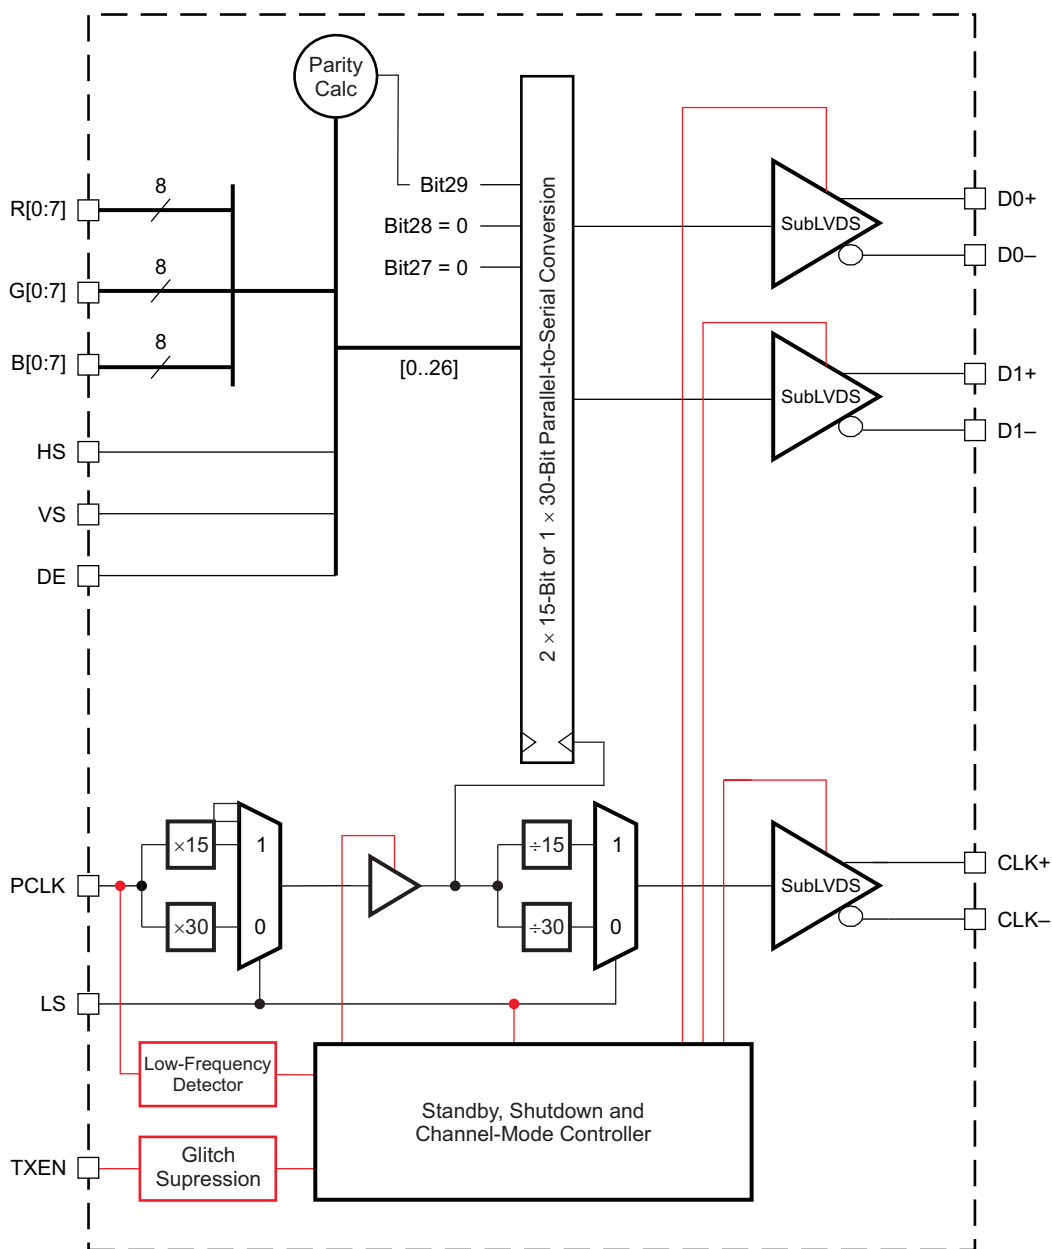 Parity
Calc
8
R[0:7]
Bit29
D0+
Bit28 = 0
SubLVDS
D0–
8
Bit27 = 0
G[0:7]
8
B[0:7]
[0..26]
2 × 15-Bit or 1 × 30-Bit Parallel-to-Serial Conversion
D1+
SubLVDS
D1–
HS
VS
DE
×15
1
÷15
1
PCLK
CLK+
SubLVDS
×30
0
÷30
0
CLK–
LS
Low-Frequency
Detector
Standby, Shutdown and
Channel-Mode Controller
TXEN
Glitch
Supression